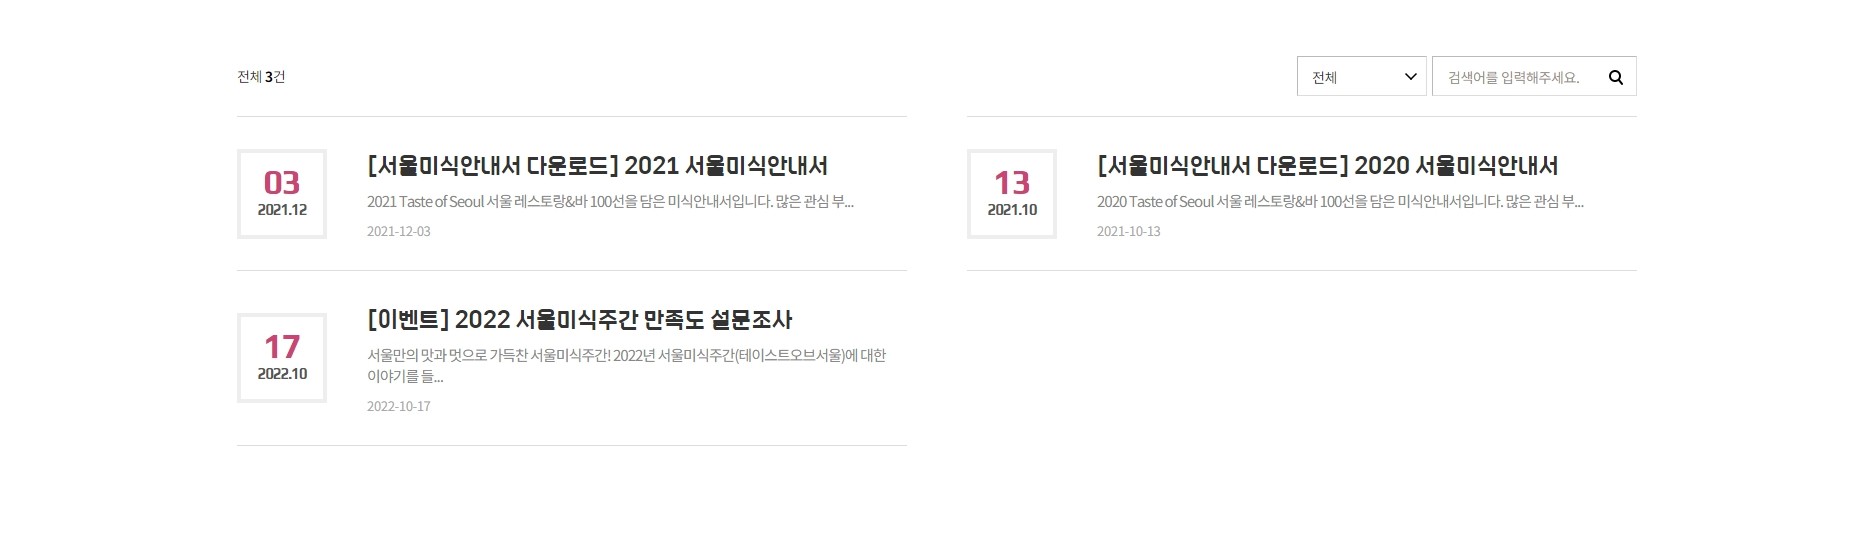 전체 3건
전체
검색어를 입력해주세요.
03
2021.12
[서울미식안내서 다운로드] 2021 서울미식안내서
2021 Taste of Seoul 서울 레스토랑&바 100선을 담은 미식안내서입니다. 많은 관심 부...
2021-12-03
13
2021.10
[서울미식안내서 다운로드] 2020 서울미식안내서
2020 Taste of Seoul 서울 레스토랑&바 100선을 담은 미식안내서입니다. 많은 관심 부...
2021-10-13
17
2022.10
[이벤트] 2022 서울미식주간 만족도 설문조사
서울만의 맛과 멋으로 가득찬 서울미식주간! 2022년 서울미식주간(테이스트오브서울)에 대한
이야기를 들...
2022-10-17